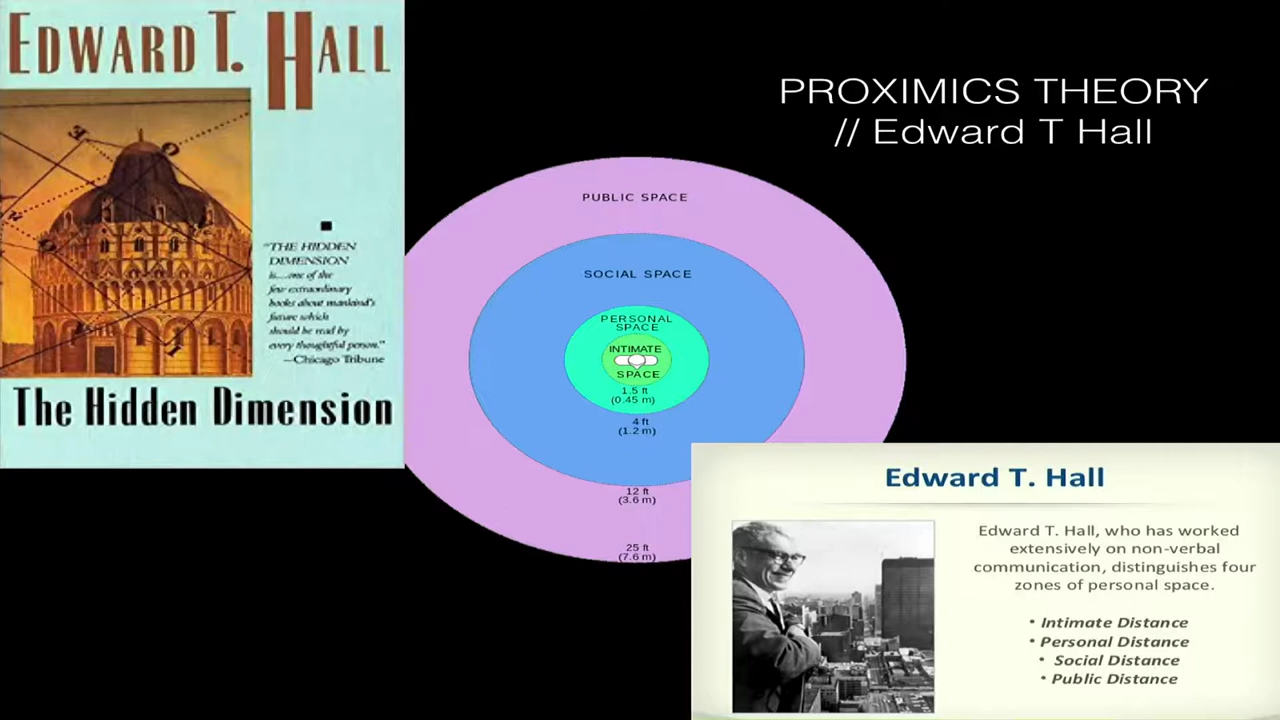 EDWARD T. HALL
"THE HIDDEN
DIMENSION
is....one of the
few extraordinary
books about mankind's
future which
should be read by
every thoughtful person."
—Chicago Tribune
The Hidden Dimension
PROXIMICS THEORY
// Edward T Hall
PUBLIC SPACE
SOCIAL SPACE
PERSONAL
SPACE
INTIMATE
SPACE
1.5 ft
(0.45 m)
4 ft
(1.2 m)
12 ft
(3.6 m)
25 ft
(7.6 m)
Edward T. Hall
Edward T. Hall, who has worked
extensively on non-verbal
communication, distinguishes four
zones of personal space.
• Intimate Distance
• Personal Distance
• Social Distance
• Public Distance